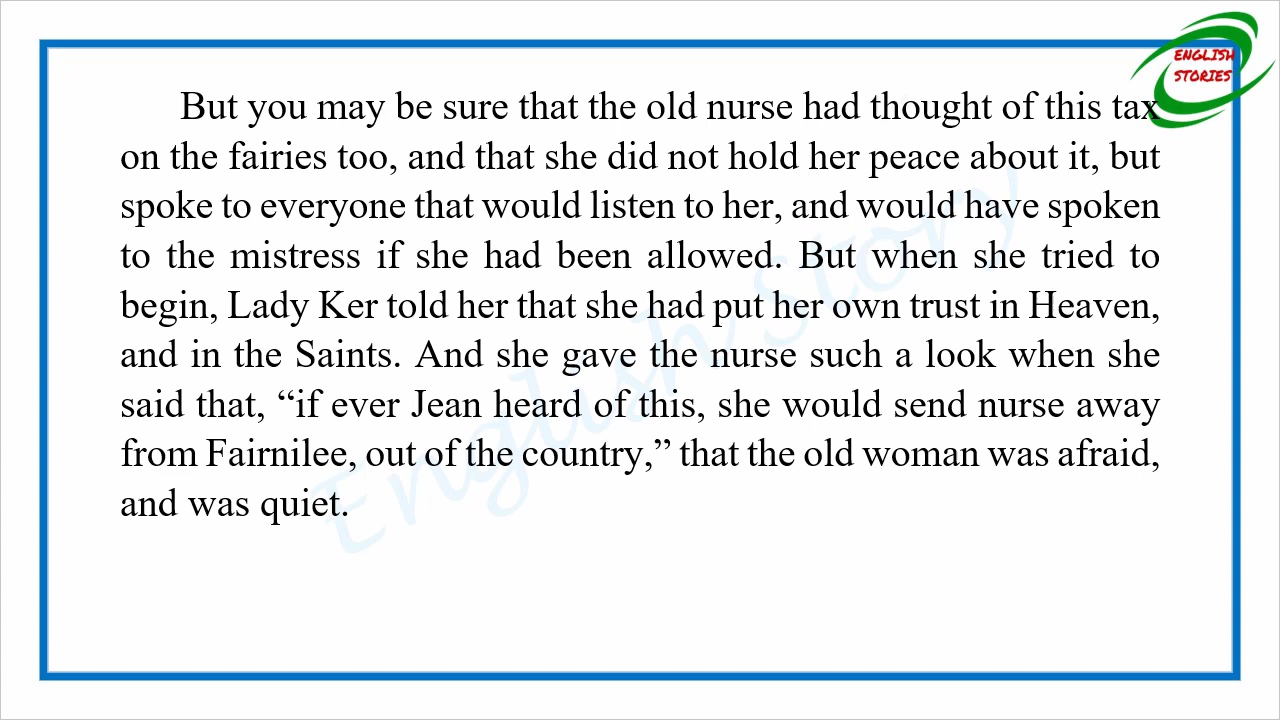 ENGLISH
STORIES
But you may be sure that the old nurse had thought of this tax
on the fairies too, and that she did not hold her peace about it, but
spoke to everyone that would listen to her, and would have spoken
to the mistress if she had been allowed. But when she tried to
begin, Lady Ker told her that she had put her own trust in Heaven,
and in the Saints. And she gave the nurse such a look when she
said that, “if ever Jean heard of this, she would send nurse away
from Fairnilee, out of the country,” that the old woman was afraid,
and was quiet.
English Story